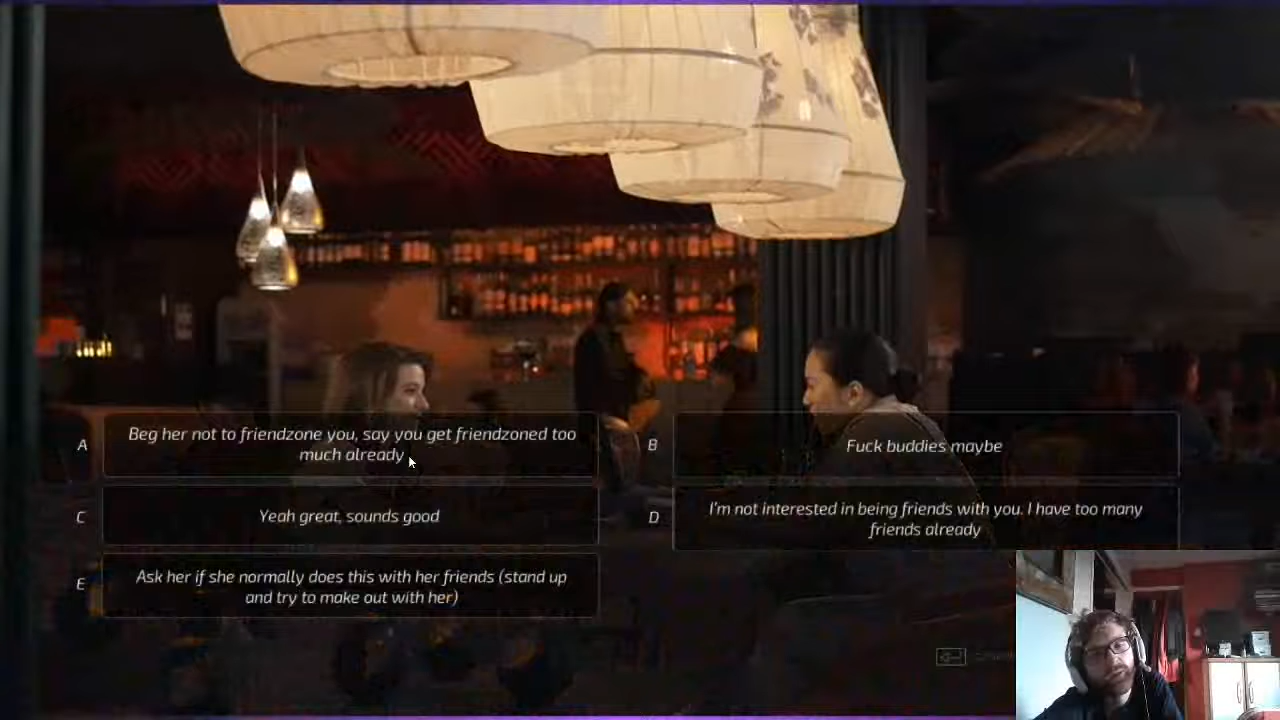 A
Beg her not to friendzone you, say you get friendzoned too
much already
B
Fuck buddies maybe
C
Yeah great, sounds good
D
I'm not interested in being friends with you. I have too many
friends already
E
Ask her if she normally does this with her friends (stand up
and try to make out with her)